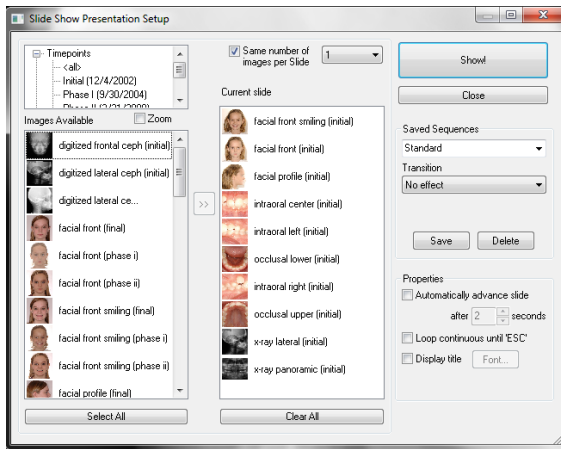 Slide Show Presentation Setup
Timepoints
<all>
Initial (12/4/2002)
Phase I (9/30/2004)
Same number of
images per Slide
1
Show!
Close
Images Available
Zoom
Current slide
digitized frontal ceph (initial)
digitized lateral ceph (initial)
digitized lateral ce...
facial front (final)
facial front (phase i)
facial front (phase ii)
facial front smiling (final)
facial front smiling (phase i)
facial front smiling (phase ii)
facial profile (final)
Select All
>>
facial front smiling (initial)
facial front (initial)
facial profile (initial)
intraoral center (initial)
intraoral left (initial)
occlusal lower (initial)
intraoral right (initial)
occlusal upper (initial)
x-ray lateral (initial)
x-ray panoramic (initial)
Clear All
Saved Sequences
Standard
Transition
No effect
Save
Delete
Properties
Automatically advance slide
after 2 seconds
Loop continuous until 'ESC'
Display title
Font...